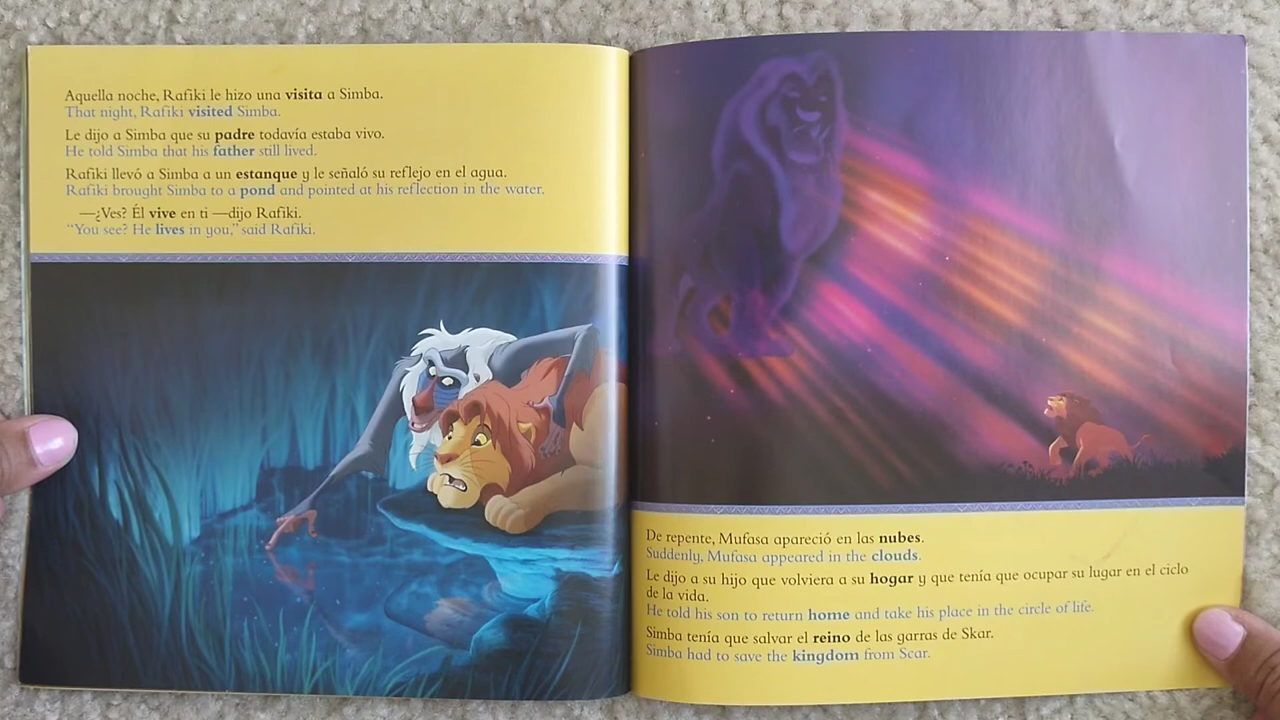 Aquella noche, Rafiki le hizo una visita a Simba.
That night, Rafiki visited Simba.
Le dijo a Simba que su padre todavía estaba vivo.
He told Simba that his father still lived.
Rafiki llevó a Simba a un estanque y le señaló su reflejo en el agua.
Rafiki brought Simba to a pond and pointed at his reflection in the water.
—¿Ves? Él vive en ti —dijo Rafiki.
“You see? He lives in you,” said Rafiki.
De repente, Mufasa apareció en las nubes.
Suddenly, Mufasa appeared in the clouds.
Le dijo a su hijo que volviera a su hogar y que tenía que ocupar su lugar en el ciclo
de la vida.
He told his son to return home and take his place in the circle of life.
Simba tenía que salvar el reino de las garras de Skar.
Simba had to save the kingdom from Scar.